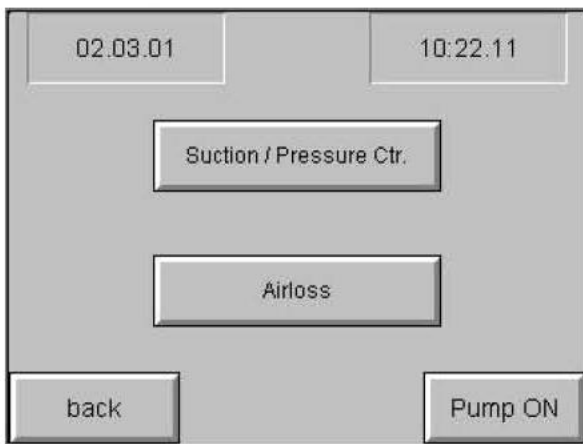 02.03.01
10:22.11
Suction / Pressure Ctr.
Airloss
back
Pump ON